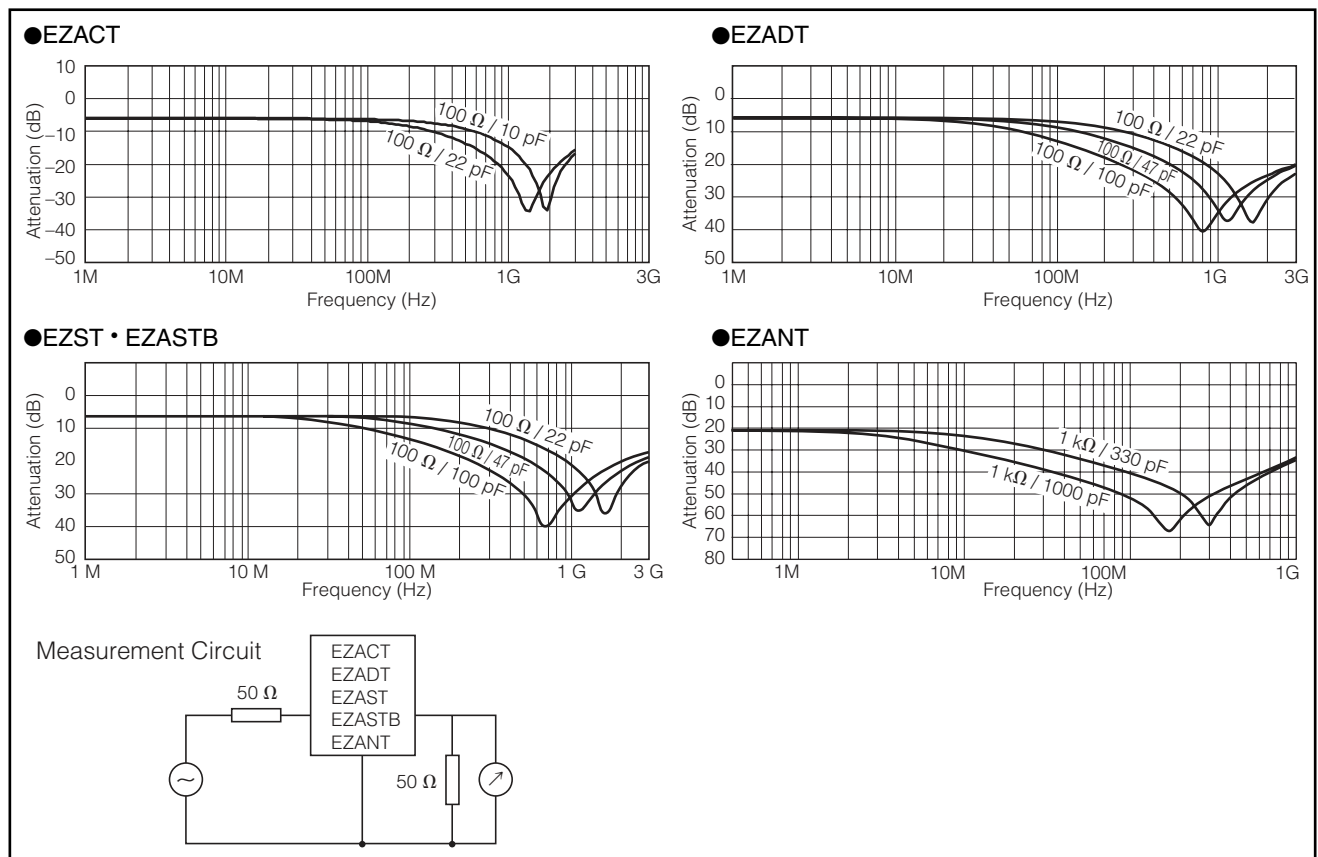 ●EZACT
10
0
–10
–20
–30
–40
–50
Attenuation (dB)
100 Ω / 10 pF
100 Ω / 22 pF
1M
10M
100M
1G
3G
Frequency (Hz)
●EZADT
0
10
20
30
40
50
Attenuation (dB)
100 Ω / 22 pF
100 Ω / 47 pF
100 Ω / 100 pF
1M
10M
100M
1G
3G
Frequency (Hz)
●EZST・EZASTB
0
10
20
30
40
50
Attenuation (dB)
100 Ω / 22 pF
100 Ω / 47 pF
100 Ω / 100 pF
1 M
10 M
100 M
1 G
3 G
Frequency (Hz)
●EZANT
0
10
20
30
40
50
60
70
80
Attenuation (dB)
1 kΩ / 330 pF
1 kΩ / 1000 pF
1M
10M
100M
1G
Frequency (Hz)
Measurement Circuit
50 Ω
EZACT
EZADT
EZAST
EZASTB
EZANT
50 Ω